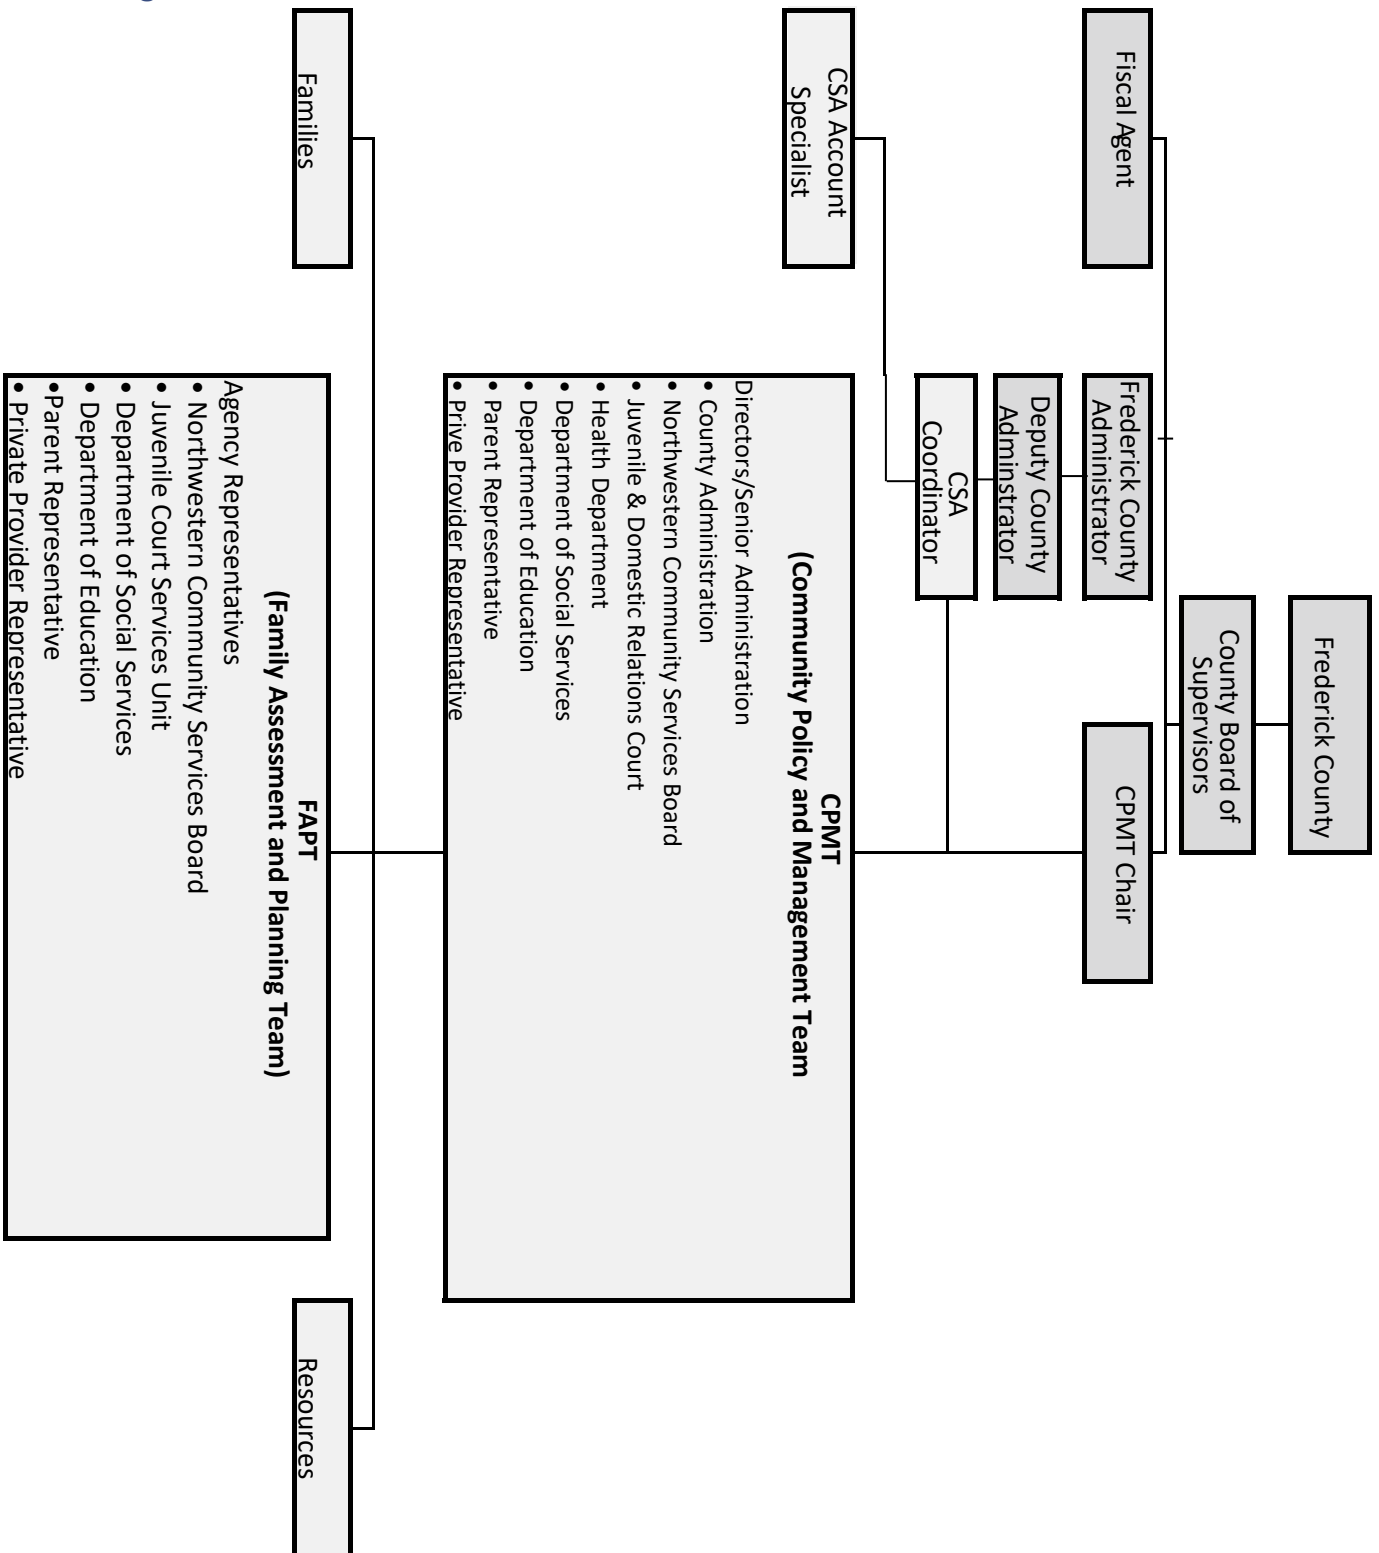 Frederick County
County Board of
Supervisors
Fiscal Agent
Frederick County
Administrator
CPMT Chair
Deputy County
Adminstrator
CSA
Coordinator
CSA Account
Specialist
CPMT
(Community Policy and Management Team
Directors/Senior Administration
• County Administration
• Northwestern Community Services Board
• Juvenile & Domestic Relations Court
• Health Department
• Department of Social Services
• Department of Education
• Parent Representative
• Prive Provider Representative
Families
Resources
FAPT
(Family Assessment and Planning Team)
Agency Representatives
• Northwestern Community Services Board
• Juvenile Court Services Unit
• Department of Social Services
• Department of Education
•Parent Representative
• Private Provider Representative